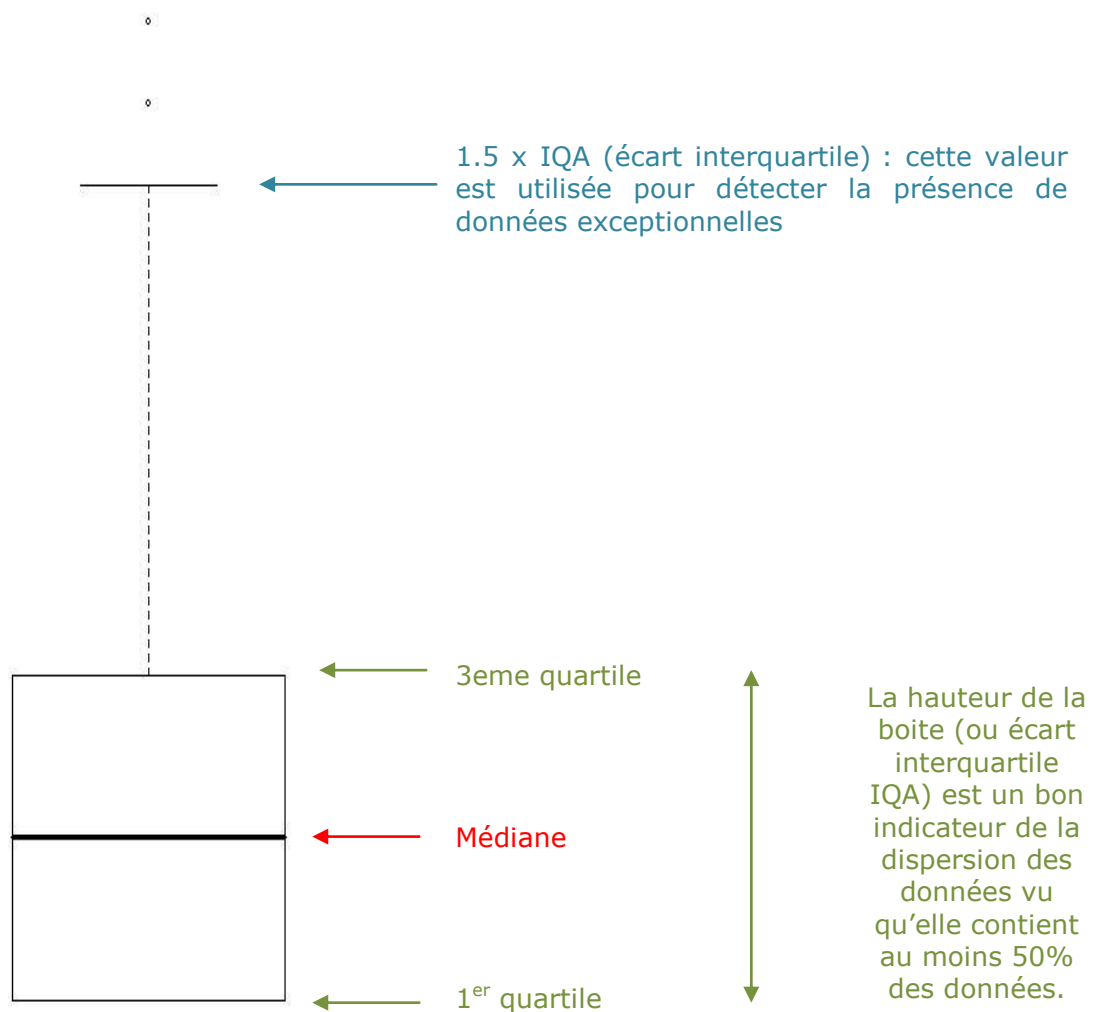 1.5 x IQA (écart interquartile) : cette valeur
est utilisée pour détecter la présence de
données exceptionnelles
3eme quartile
Médiane
1er quartile
La hauteur de la
boite (ou écart
interquartile
IQA) est un bon
indicateur de la
dispersion des
données vu
qu’elle contient
au moins 50%
des données.